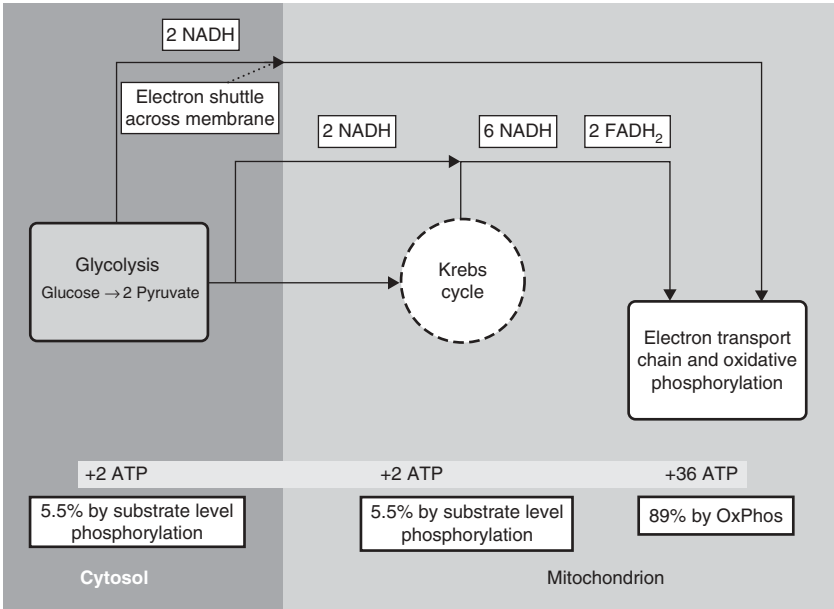 2 NADH
Electron shuttle
across membrane
2 NADH
6 NADH
2 FADH₂
Glycolysis
Glucose → 2 Pyruvate
Krebs
cycle
Electron transport
chain and oxidative
phosphorylation
+2 ATP
+2 ATP
+36 ATP
5.5% by substrate level
phosphorylation
5.5% by substrate level
phosphorylation
89% by OxPhos
Cytosol
Mitochondrion